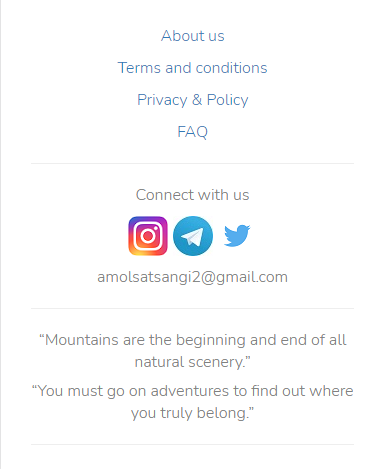 About us
Terms and conditions
Privacy & Policy
FAQ
Connect with us
amolsatsangi2@gmail.com
“Mountains are the beginning and end of all
natural scenery.”
“You must go on adventures to find out where
you truly belong.”